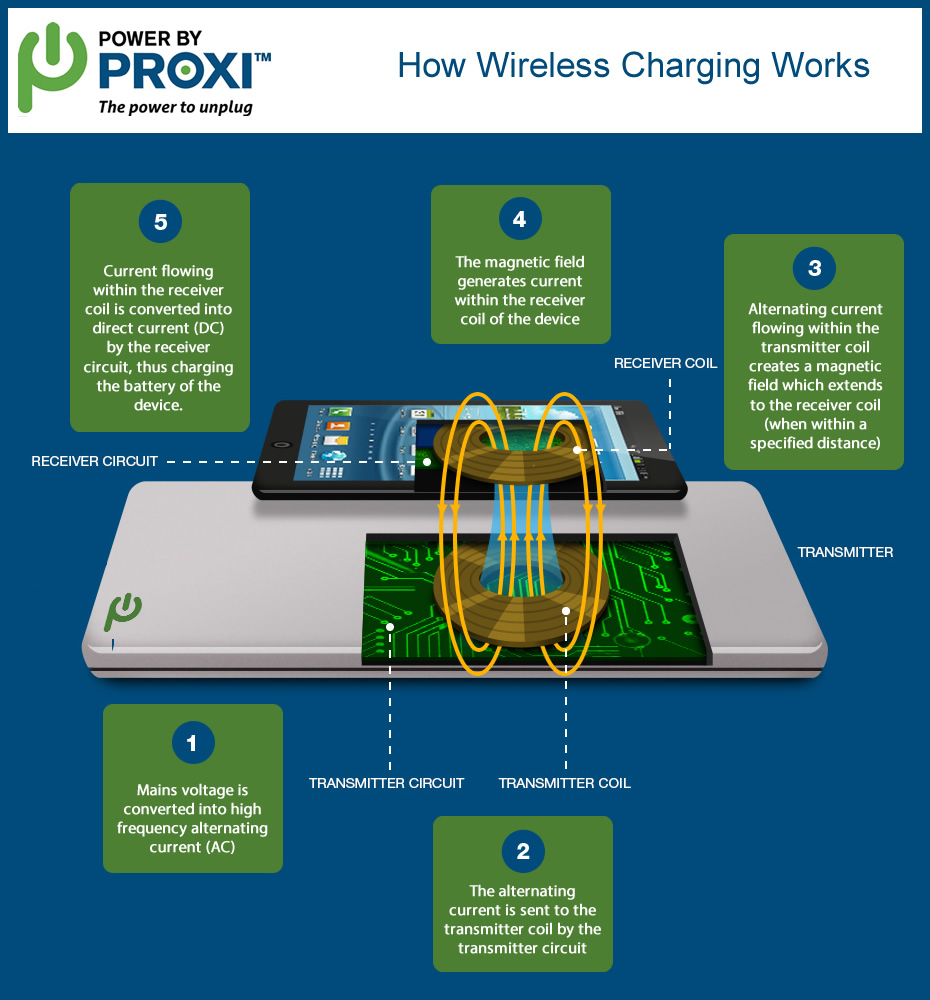 POWER BY
PROXI™
The power to unplug
How Wireless Charging Works
5
Current flowing
within the receiver
coil is converted into
direct current (DC)
by the receiver
circuit, thus charging
the battery of the
device.
4
The magnetic field
generates current
within the receiver
coil of the device
3
Alternating current
flowing within the
transmitter coil
creates a magnetic
field which extends
to the receiver coil
(when within a
specified distance)
RECEIVER COIL
RECEIVER CIRCUIT
TRANSMITTER
1
Mains voltage is
converted into high
frequency alternating
current (AC)
TRANSMITTER CIRCUIT
TRANSMITTER COIL
2
The alternating
current is sent to the
transmitter coil by the
transmitter circuit